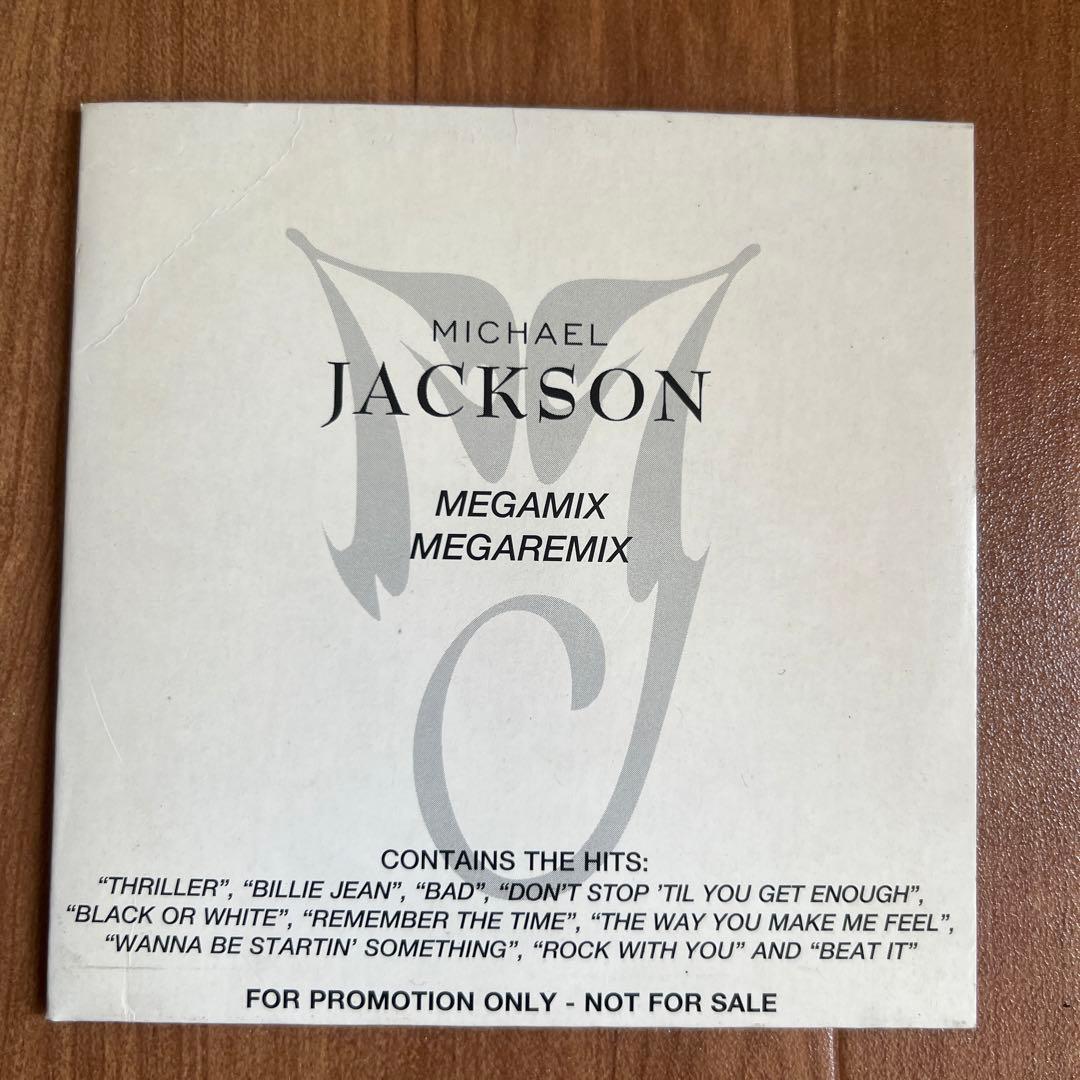 MICHAEL
JACKSON
MEGAMIX
MEGAREMIX
CONTAINS THE HITS:
“THRILLER”, “BILLIE JEAN”, “BAD”, “DON’T STOP ’TIL YOU GET ENOUGH”,
“BLACK OR WHITE”, “REMEMBER THE TIME”, “THE WAY YOU MAKE ME FEEL”,
“WANNA BE STARTIN’ SOMETHING”, “ROCK WITH YOU” AND “BEAT IT”
FOR PROMOTION ONLY - NOT FOR SALE